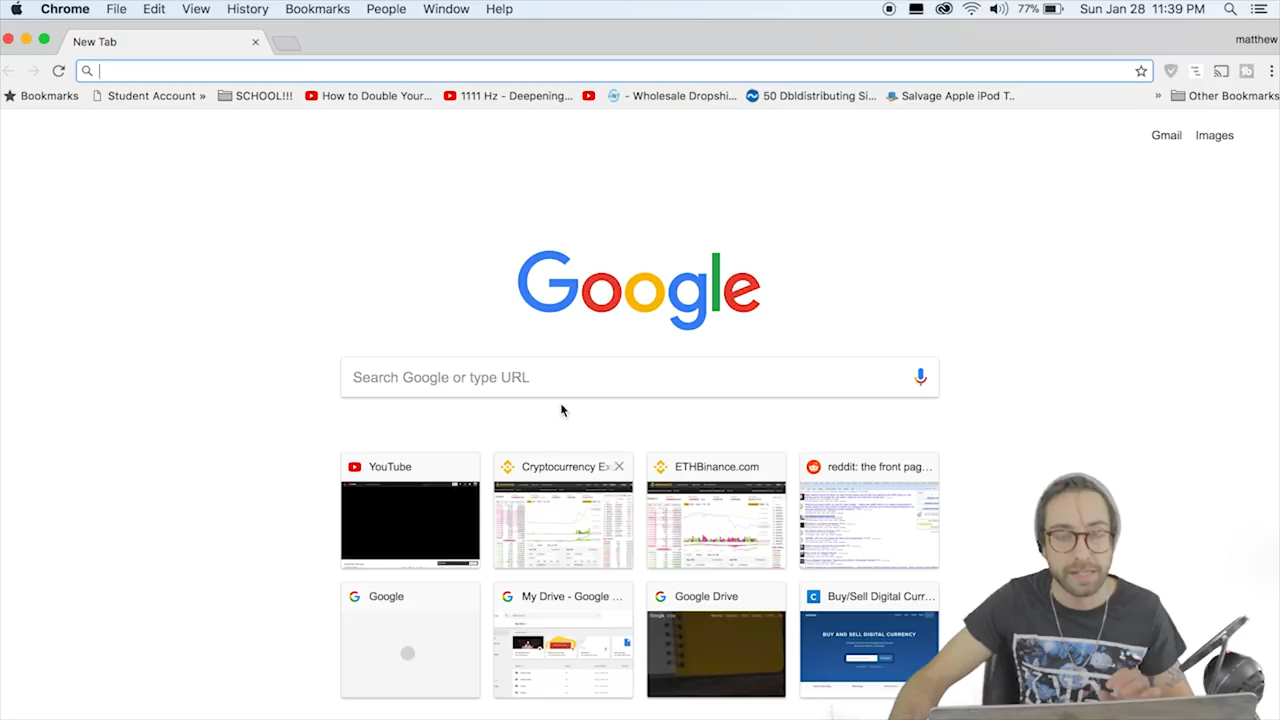 Chrome File Edit View History Bookmarks People Window Help 77% Sun Jan 28 11:39 PM
New Tab matthew
Bookmarks Student Account » SCHOOL!!! How to Double Your... 1111 Hz - Deepening... - Wholesale Dropshi... 50 Dbldistributing Si... Salvage Apple iPod T.. » Other Bookmarks
Gmail Images
Google
Search Google or type URL
YouTube Cryptocurrency Ex ETHBinance.com reddit: the front pag...
Google My Drive - Google ... Google Drive Buy/Sell Digital Curr...
BUY AND SELL DIGITAL CURRENCY